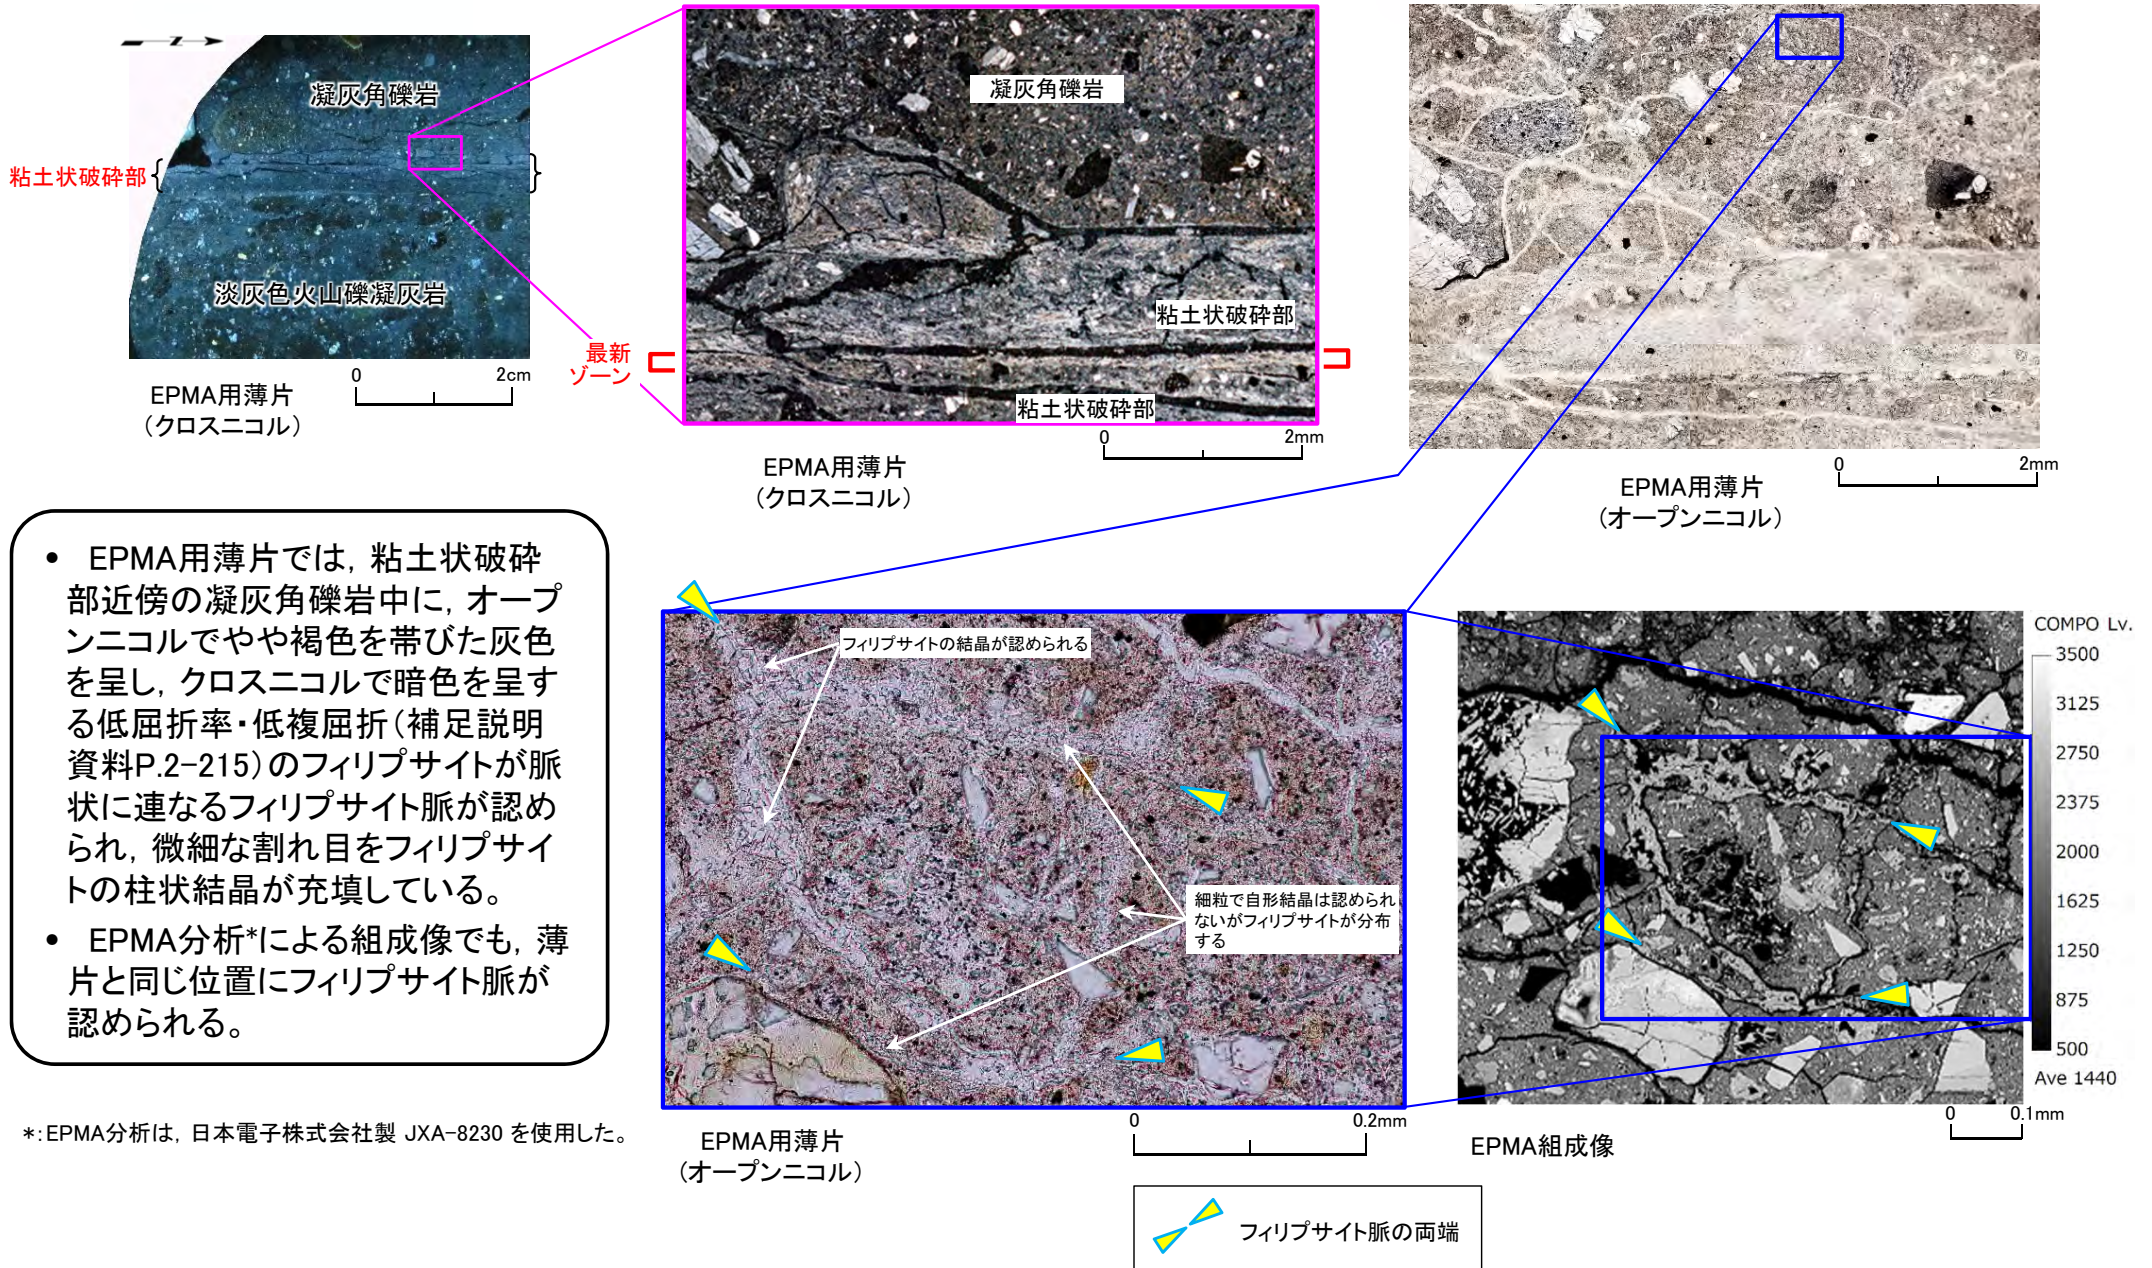 Z
凝灰角礫岩
粘土状破砕部
淡灰色火山礫凝灰岩
0 2cm
EPMA用薄片
(クロスニコル)
凝灰角礫岩
粘土状破砕部
最新
ゾーン
粘土状破砕部
0 2mm
EPMA用薄片
(クロスニコル)
0 2mm
EPMA用薄片
(オープンニコル)
• EPMA用薄片では, 粘土状破砕
部近傍の凝灰角礫岩中に, オープ
ンニコルでやや褐色を帯びた灰色
を呈し, クロスニコルで暗色を呈す
る低屈折率・低複屈折(補足説明
資料P.2-215)のフィリプサイトが脈
状に連なるフィリプサイト脈が認め
られ, 微細な割れ目をフィリプサイ
トの柱状結晶が充填している。
• EPMA分析*による組成像でも, 薄
片と同じ位置にフィリプサイト脈が
認められる。
*:EPMA分析は, 日本電子株式会社製 JXA-8230 を使用した。
フィリプサイトの結晶が認められる
細粒で自形結晶は認められ
ないがフィリプサイトが分布
する
0 0.2mm
EPMA用薄片
(オープンニコル)
COMPO Lv.
3500
3125
2750
2375
2000
1625
1250
875
500
Ave 1440
0 0.1mm
EPMA組成像
フィリプサイト脈の両端